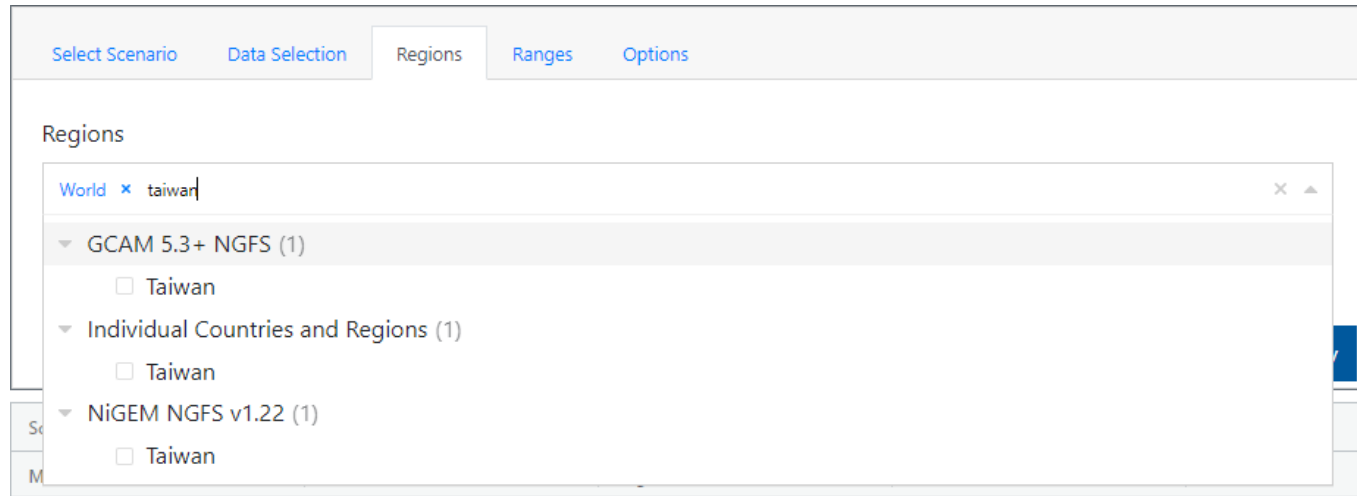 Select Scenario Data Selection Regions Ranges Options
Regions
World × taiwan
GCAM 5.3+ NGFS (1)
Taiwan
Individual Countries and Regions (1)
Taiwan
NiGEM NGFS v1.22 (1)
Taiwan